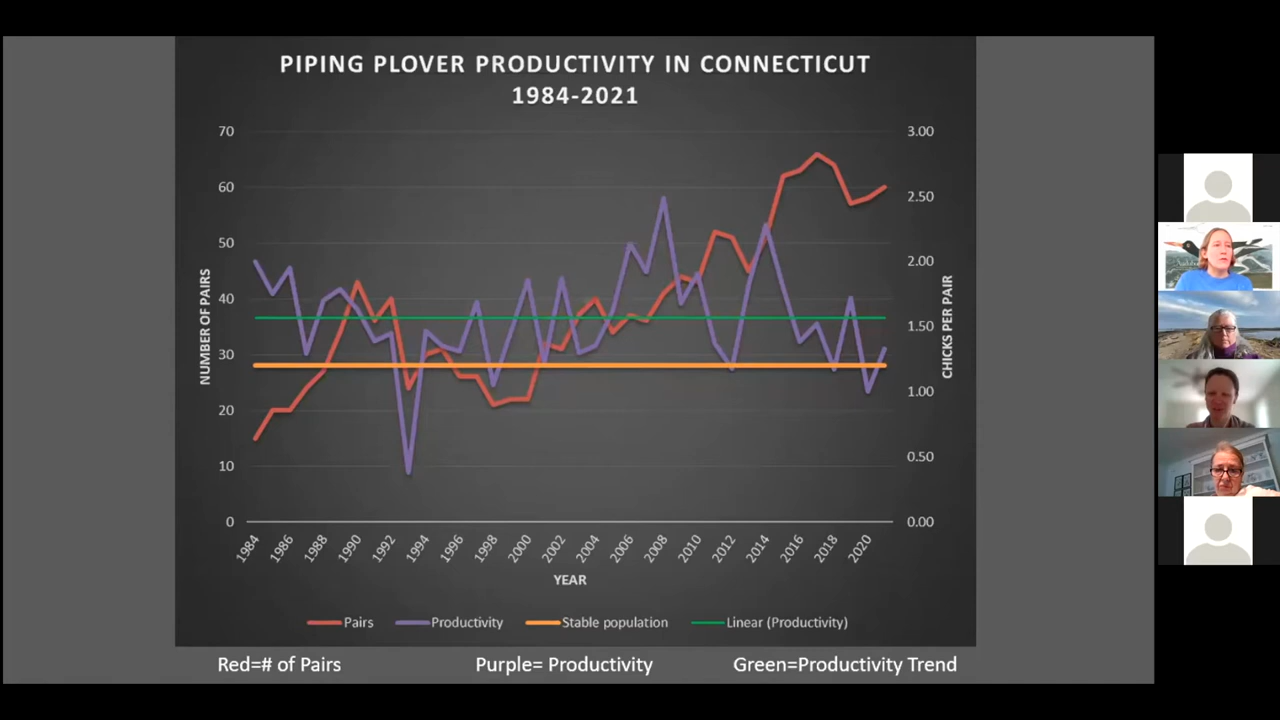 PIPING PLOVER PRODUCTIVITY IN CONNECTICUT
1984-2021
70
60
50
40
30
20
10
0
NUMBER OF PAIRS
3.00
2.50
2.00
1.50
1.00
0.50
0.00
CHICKS PER PAIR
1984 1986 1988 1990 1992 1994 1996 1998 2000 2002 2004 2006 2008 2010 2012 2014 2016 2018 2020
YEAR
Pairs Productivity Stable population Linear (Productivity)
Red=# of Pairs Purple= Productivity Green=Productivity Trend